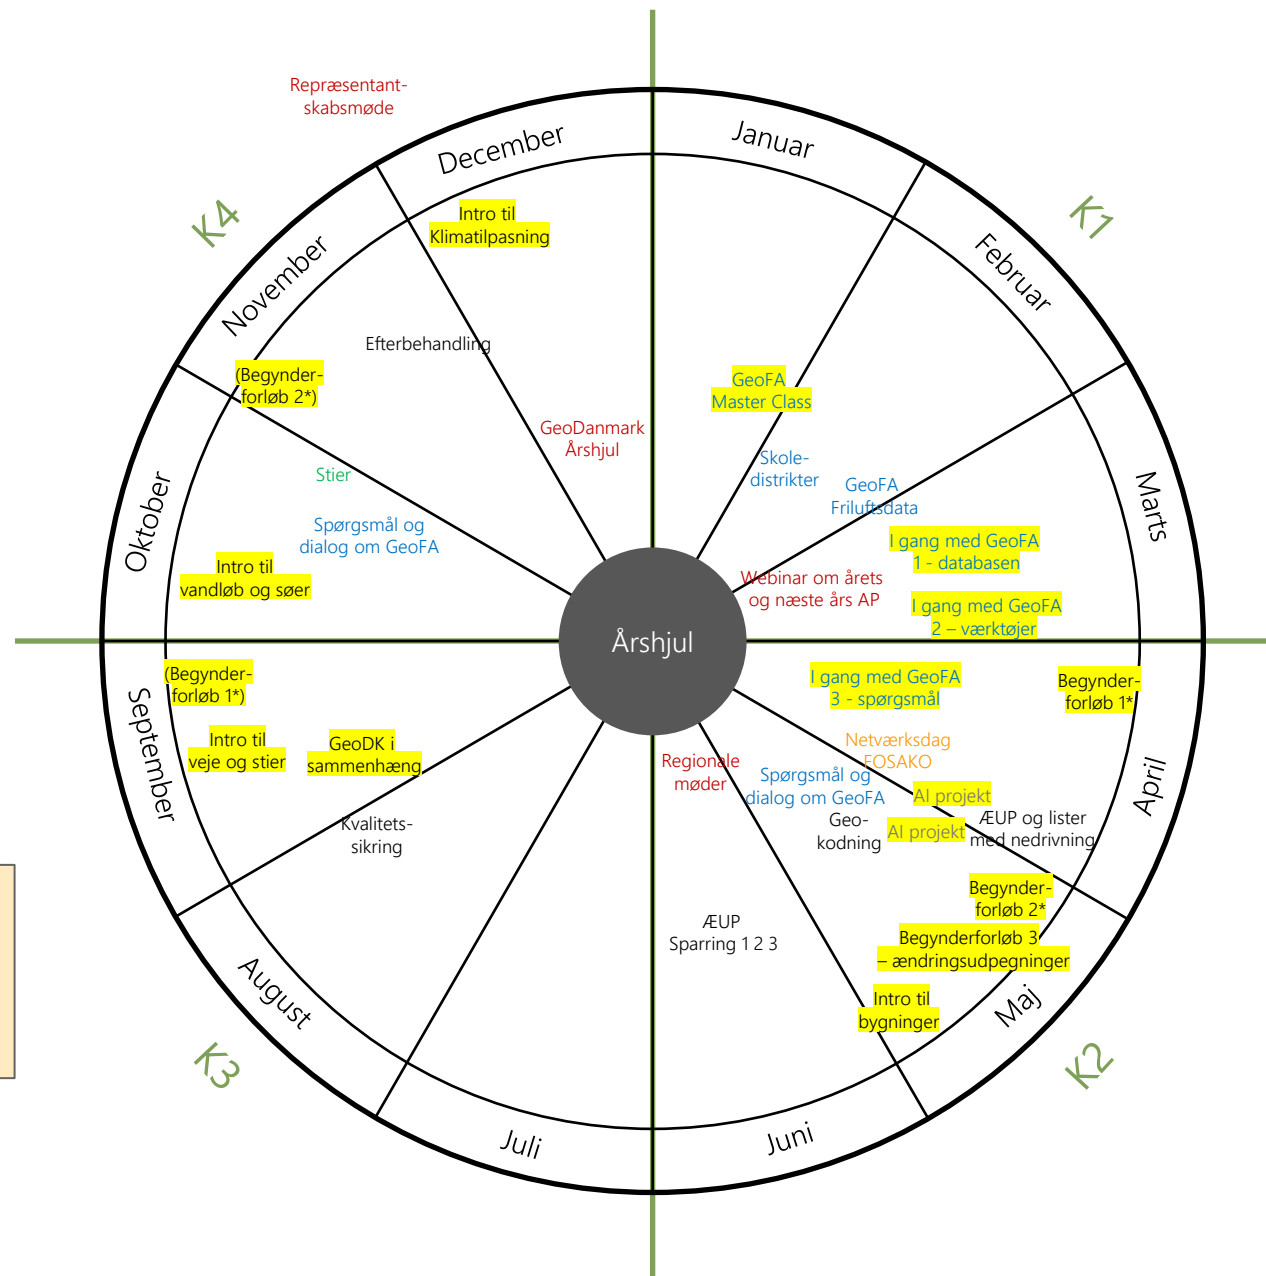 Repræsentant-
skabsmøde
December
Januar
K4
K1
Intro til
Klimatilpasning
November
Februar
Efterbehandling
(Begynder-
forløb 2*)
GeoFA
Master Class
GeoDanmark
Årshjul
Stier
Skole-
distrikter
GeoFA
Friluftsdata
Oktober
Marts
Spørgsmål og
dialog om GeoFA
I gang med GeoFA
1 - databasen
Intro til
vandløb og søer
Webinar om årets
og næste års AP
I gang med GeoFA
2 – værktøjer
Årshjul
(Begynder-
forløb 1*)
I gang med GeoFA
3 - spørgsmål
Begynder-
forløb 1*
September
Intro til
veje og stier
GeoDK i
sammenhæng
Netværksdag
FOSAKO
Regionale
møder
Spørgsmål og
dialog om GeoFA
April
AI projekt
Geo-
kodning
AI projekt
ÆUP og lister
med nedrivning
Kvalitets-
sikring
Begynder-
forløb 2*
ÆUP
Sparring 1 2 3
Begynderforløb 3
– ændringsudpegninger
August
Intro til
bygninger
Maj
K3
K2
Juli
Juni